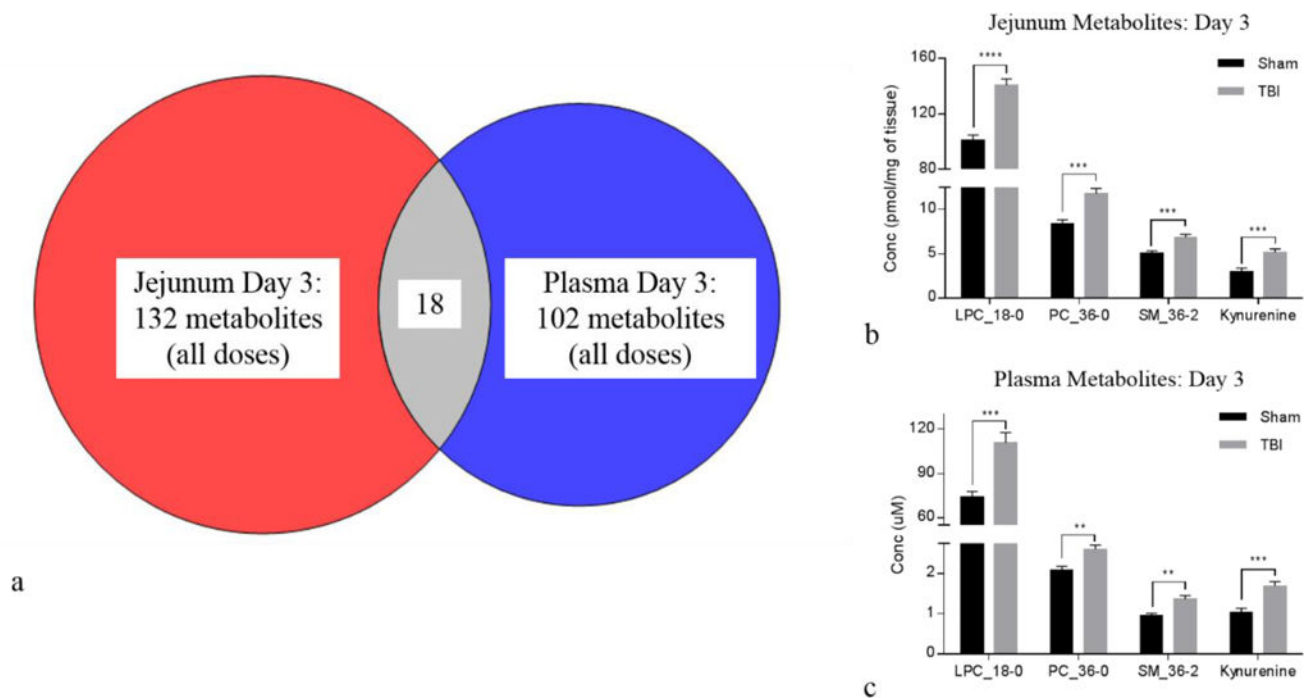 Jejunum Day 3:
132 metabolites
(all doses)
18
Plasma Day 3:
102 metabolites
(all doses)
a
Jejunum Metabolites: Day 3
Conc (pmol/mg of tissue)
160
120
80
10
5
0
****
***
***
***
Sham
TBI
LPC_18-0 PC_36-0 SM_36-2 Kynurenine
b
Plasma Metabolites: Day 3
Conc (uM)
120
90
60
2
1
0
***
**
**
***
Sham
TBI
LPC_18-0 PC_36-0 SM_36-2 Kynurenine
c